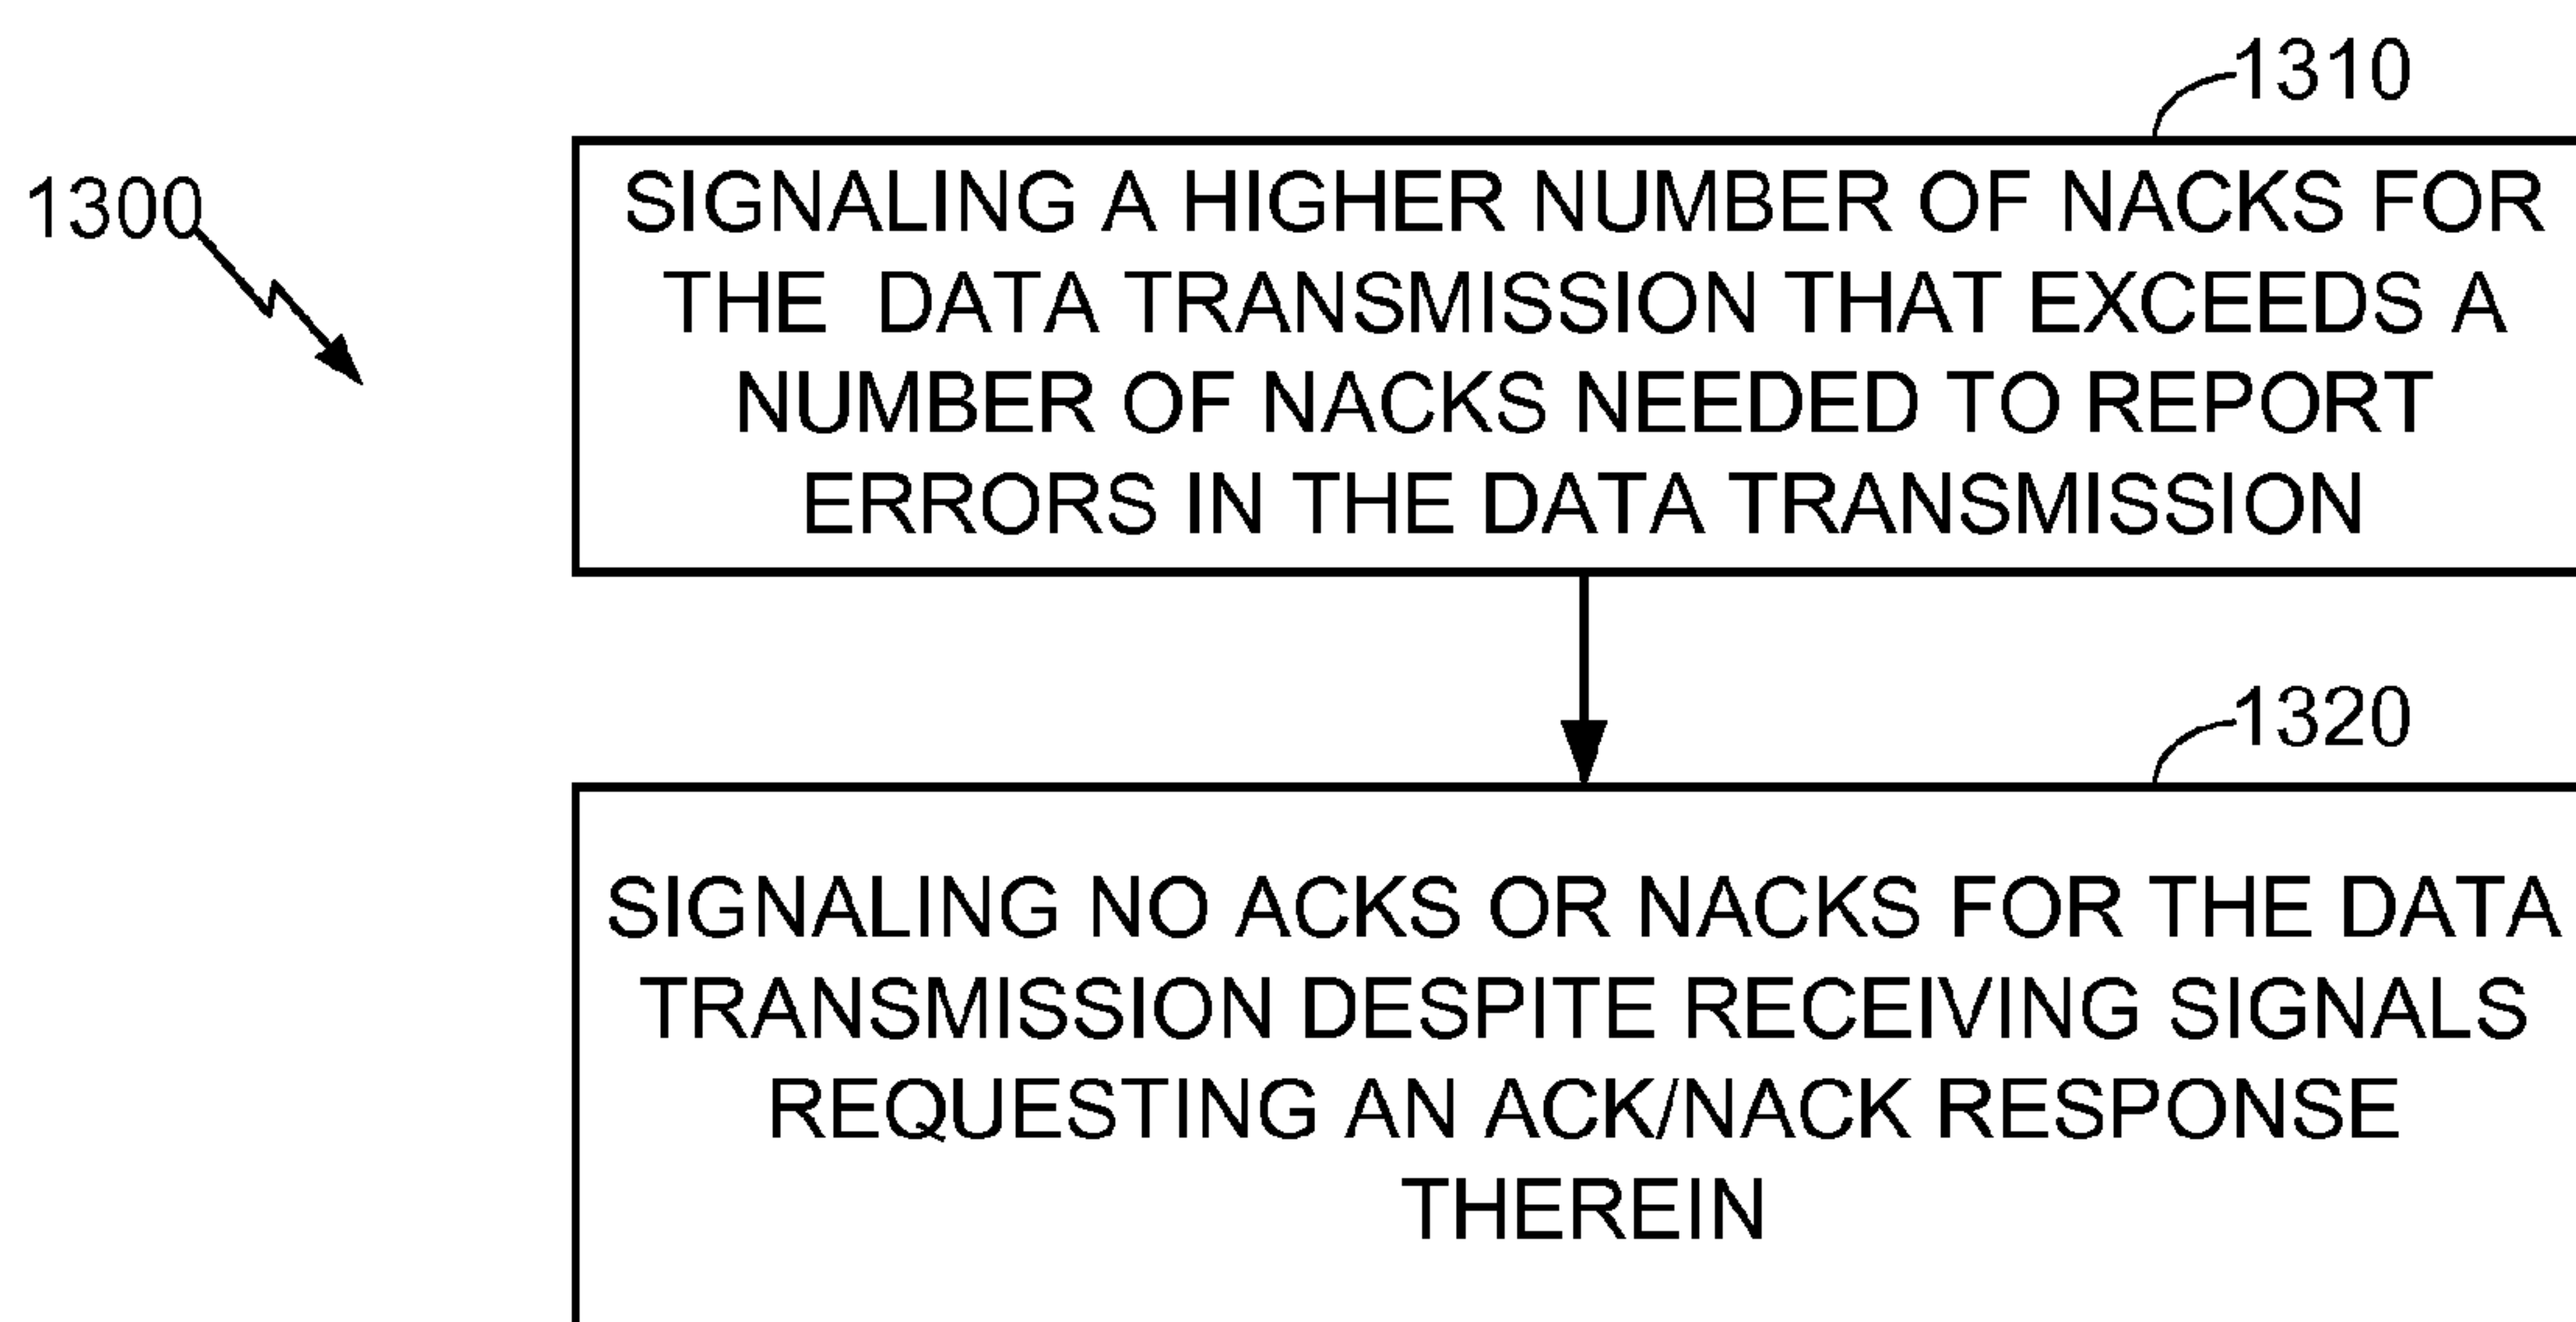 1310
1300
SIGNALING A HIGHER NUMBER OF NACKS FOR
THE DATA TRANSMISSION THAT EXCEEDS A
NUMBER OF NACKS NEEDED TO REPORT
ERRORS IN THE DATA TRANSMISSION
1320
SIGNALING NO ACKS OR NACKS FOR THE DATA
TRANSMISSION DESPITE RECEIVING SIGNALS
REQUESTING AN ACK/NACK RESPONSE
THEREIN